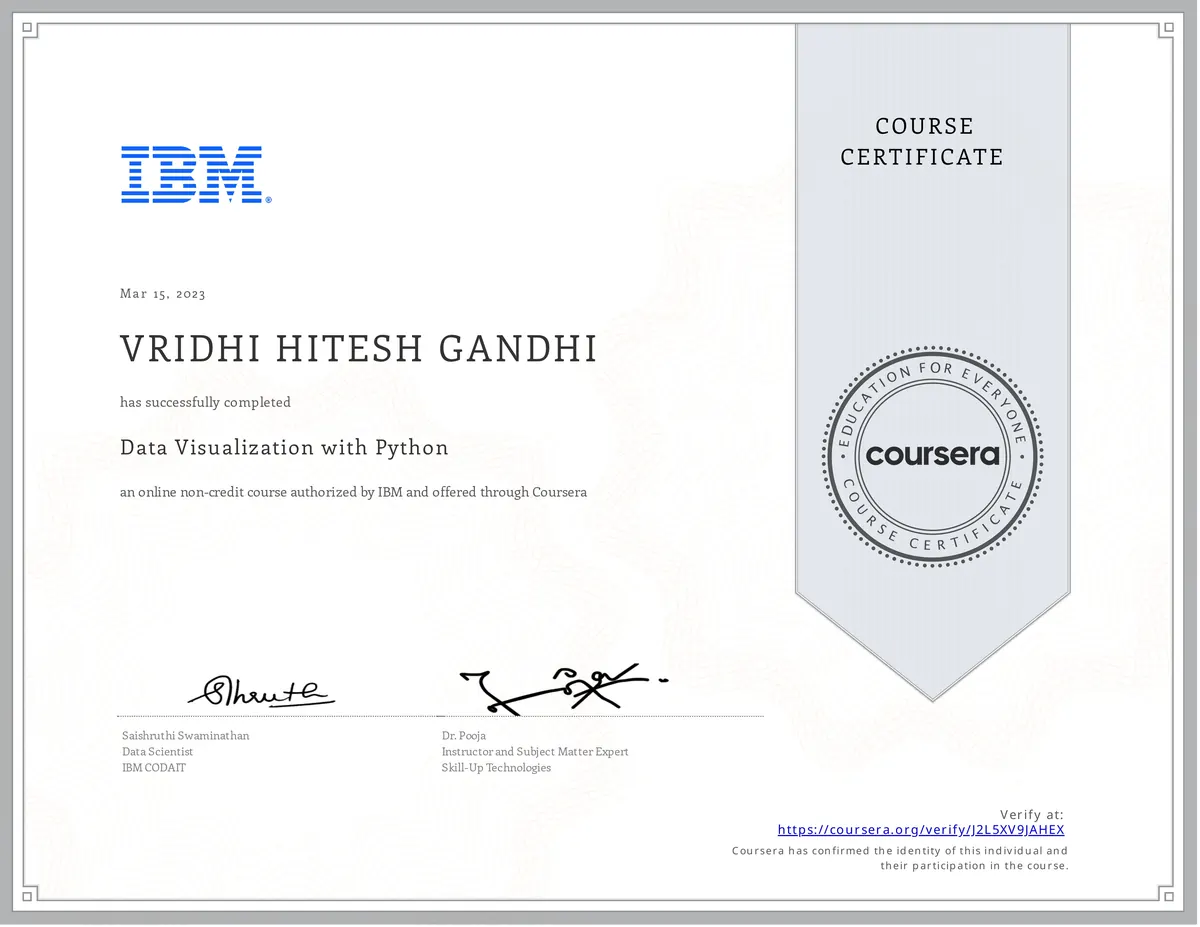 COURSE
CERTIFICATE
IBM®
Mar 15, 2023
VRIDHI HITESH GANDHI
has successfully completed
Data Visualization with Python
an online non-credit course authorized by IBM and offered through Coursera
EDUCATION FOR EVERYONE
coursera
COURSE CERTIFICATE
Shruthi
Saishruthi Swaminathan
Data Scientist
IBM CODAIT
Dr. Pooja
Instructor and Subject Matter Expert
Skill-Up Technologies
Verify at:
https://coursera.org/verify/J2L5XV9JAHEX
Coursera has confirmed the identity of this individual and
their participation in the course.